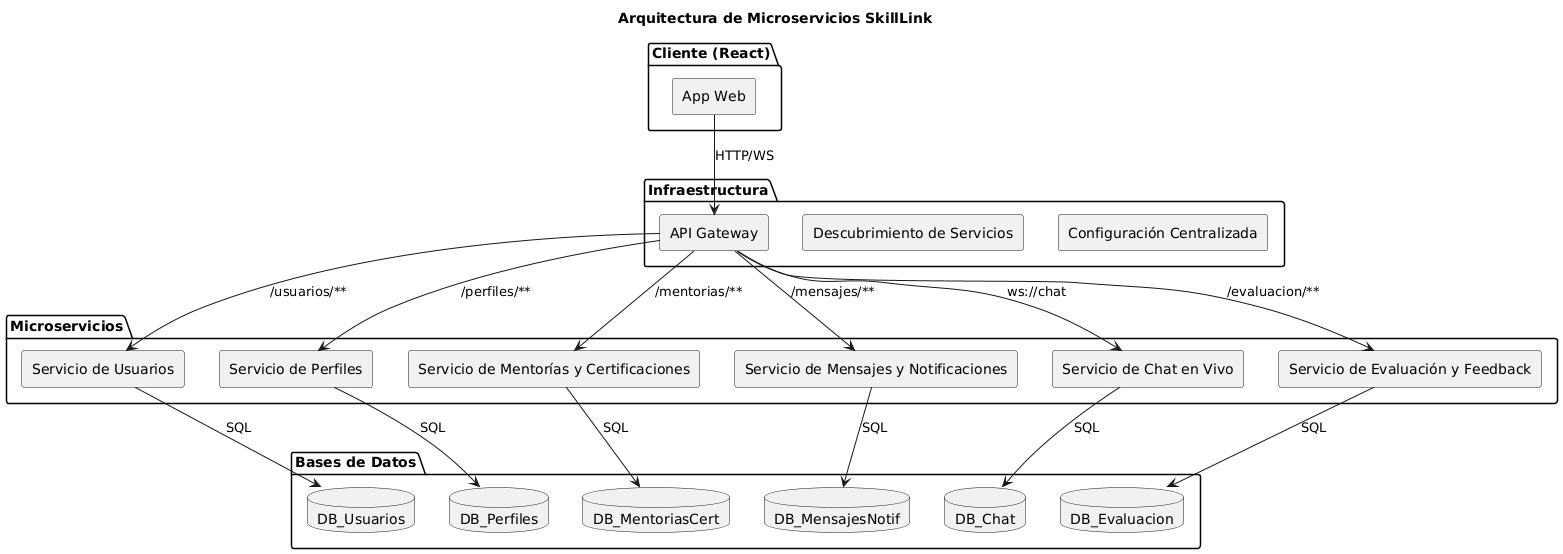 Arquitectura de Microservicios SkillLink
Cliente (React)
App Web
HTTP/WS
Infraestructura
API Gateway
Descubrimiento de Servicios
Configuración Centralizada
/usuarios/**
/perfiles/**
/mentorias/**
/mensajes/**
ws://chat
/evaluacion/**
Microservicios
Servicio de Usuarios
Servicio de Perfiles
Servicio de Mentorías y Certificaciones
Servicio de Mensajes y Notificaciones
Servicio de Chat en Vivo
Servicio de Evaluación y Feedback
SQL
SQL
SQL
SQL
SQL
SQL
Bases de Datos
DB_Usuarios
DB_Perfiles
DB_MentoriasCert
DB_MensajesNotif
DB_Chat
DB_Evaluacion